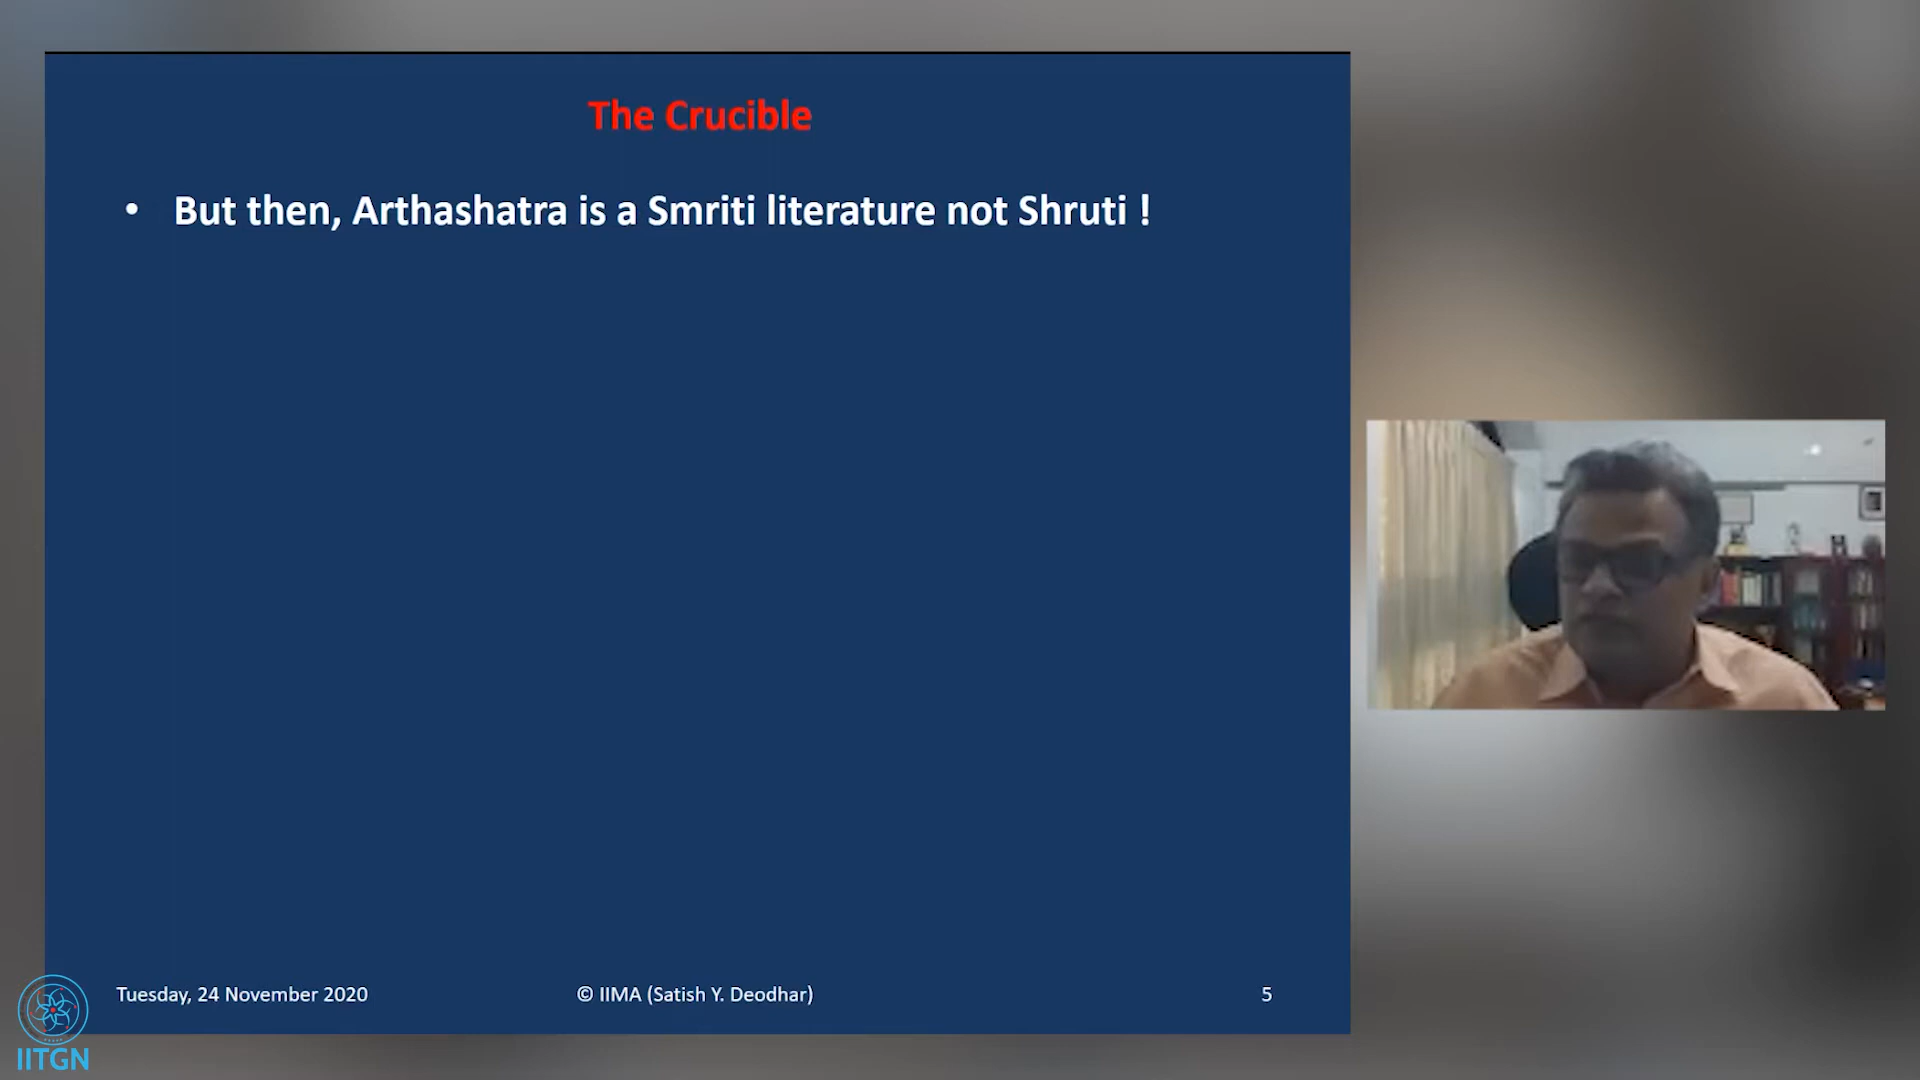 The Crucible
• But then, Arthashatra is a Smriti literature not Shruti !
Tuesday, 24 November 2020
© IIMA (Satish Y. Deodhar)
5
IITGN